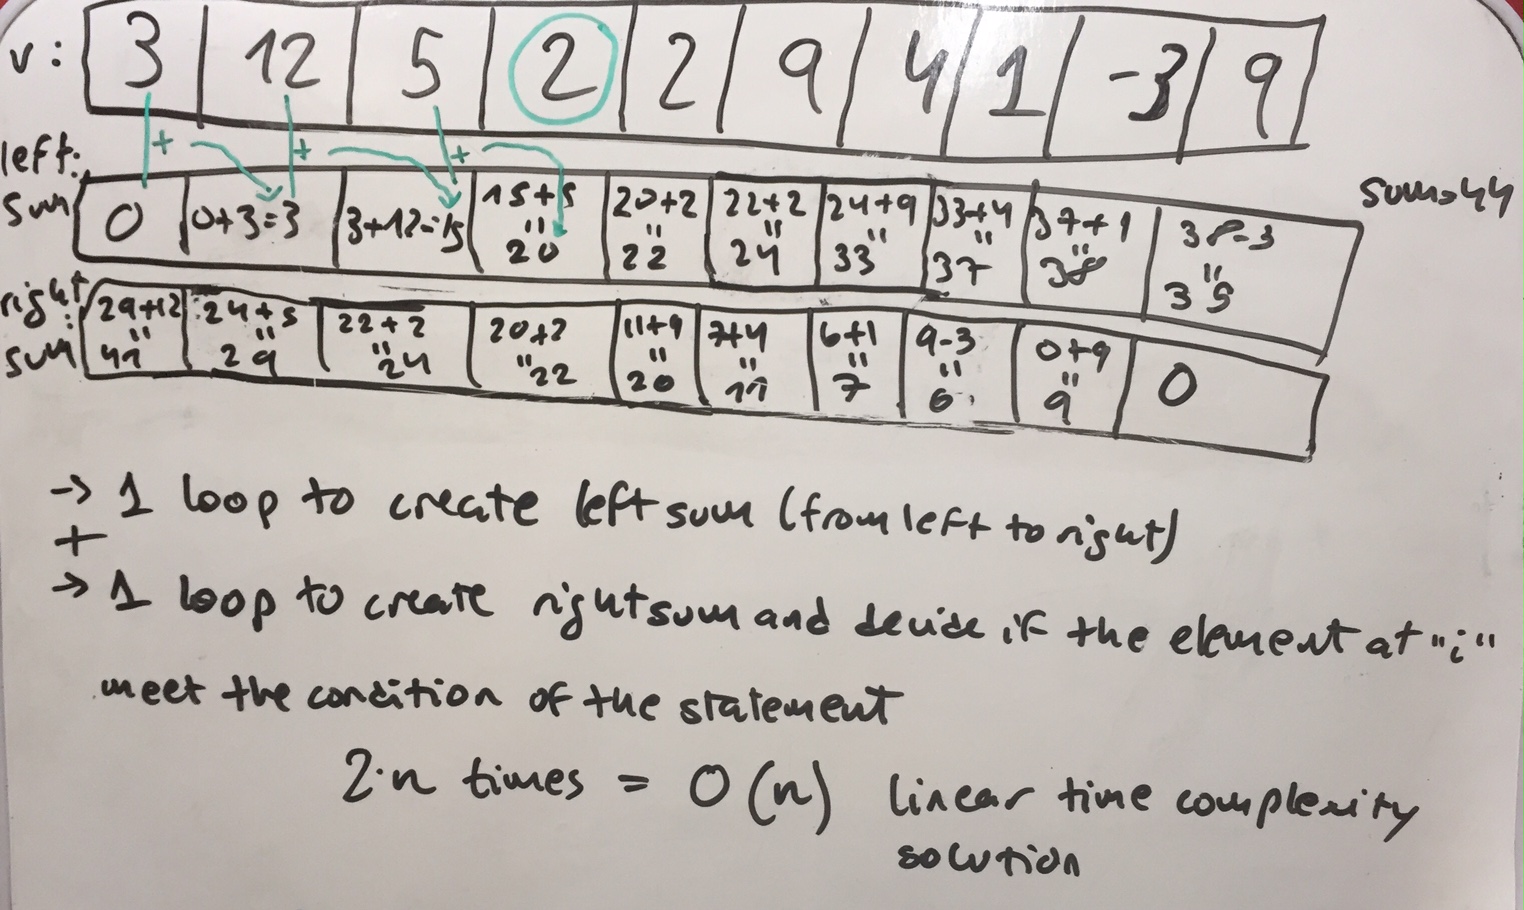 v: 3 12 5 2 2 9 4 1 -3 9
+ + +
left: sum 0 0+3=3 3+12=15 15+5 = 20 20+2 = 22 22+2 = 24 24+9 = 33 33+4 = 37 37+1 = 38 38-3 = 35
sum=44
right: sum 29+12 = 41 24+5 = 29 22+2 = 24 20+2 = 22 11+9 = 20 7+4 = 11 6+1 = 7 9-3 = 6 0+9 = 9 0
→ 1 loop to create left sum (from left to right)
+
→ 1 loop to create right sum and decide if the element at "i"
meet the condition of the statement
2·n times = O(n) linear time complexity
solution